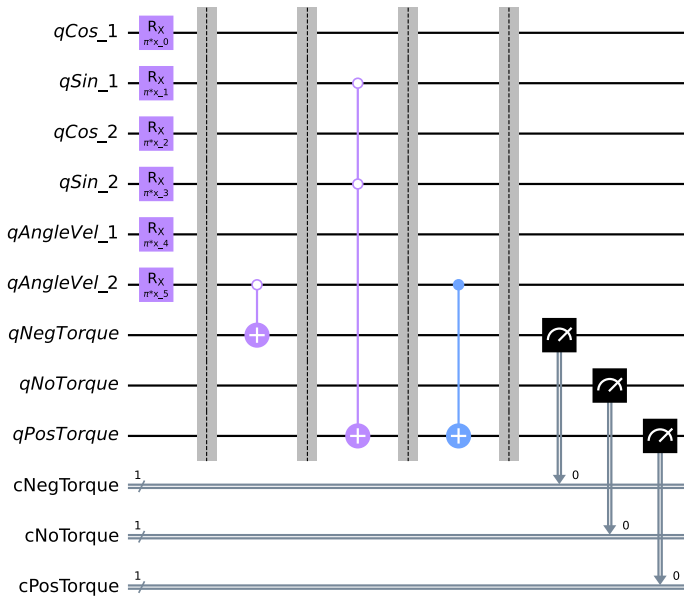 qCos_1 R_X π*x_0
qSin_1 R_X π*x_1
qCos_2 R_X π*x_2
qSin_2 R_X π*x_3
qAngleVel_1 R_X π*x_4
qAngleVel_2 R_X π*x_5
qNegTorque
qNoTorque
qPosTorque
cNegTorque 1 0
cNoTorque 1 0
cPosTorque 1 0